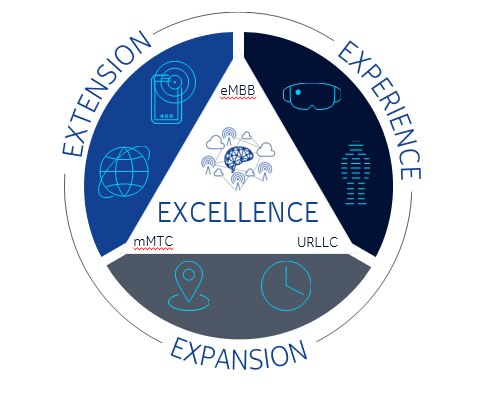 EXTENSION
EXPERIENCE
eMBB
EXCELLENCE
mMTC
URLLC
EXPANSION